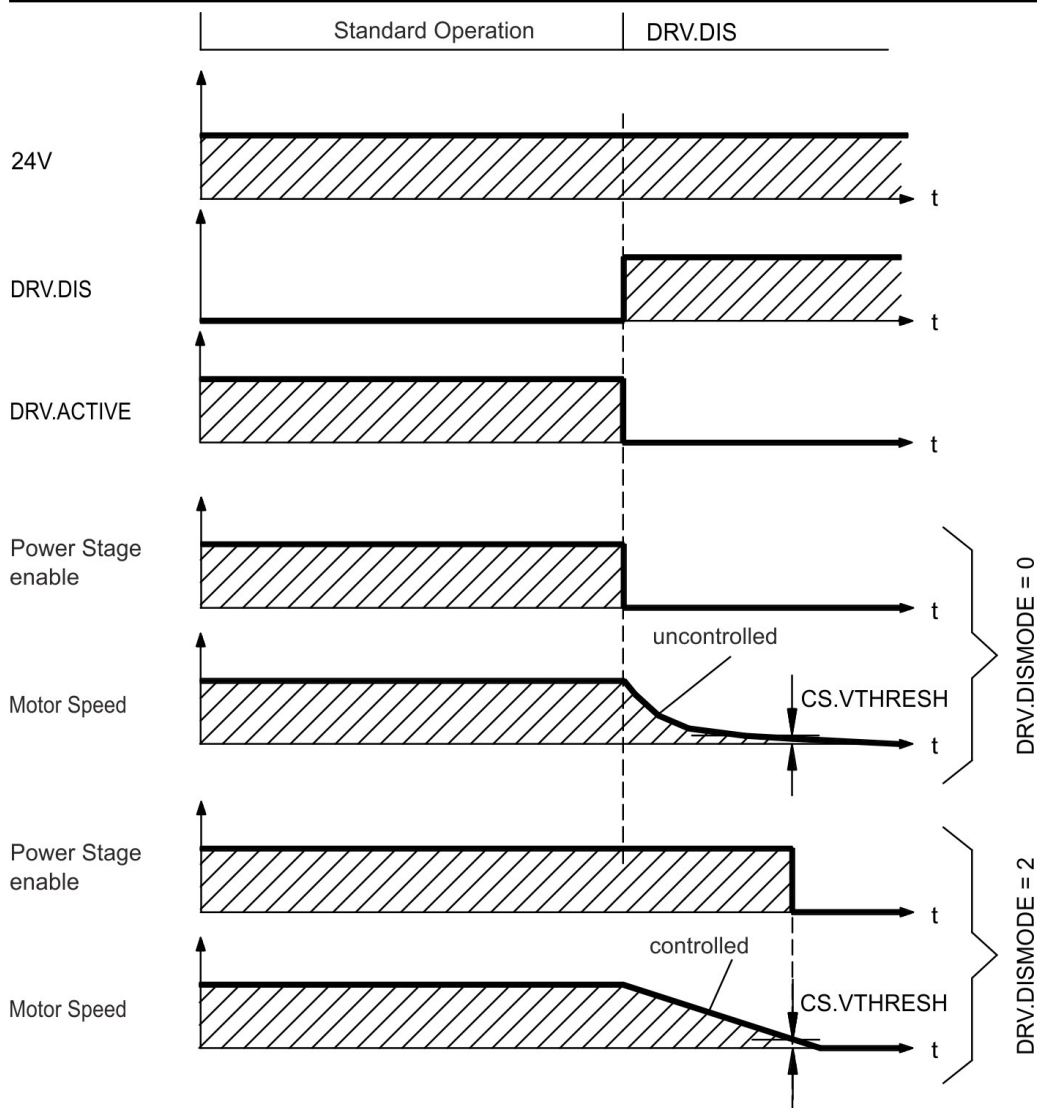 Standard Operation DRV.DIS
24V
t
DRV.DIS
t
DRV.ACTIVE
t
Power Stage
enable
t
uncontrolled
Motor Speed
CS.VTHRESH
t
DRV.DISMODE = 0
Power Stage
enable
t
controlled
Motor Speed
CS.VTHRESH
t
DRV.DISMODE = 2